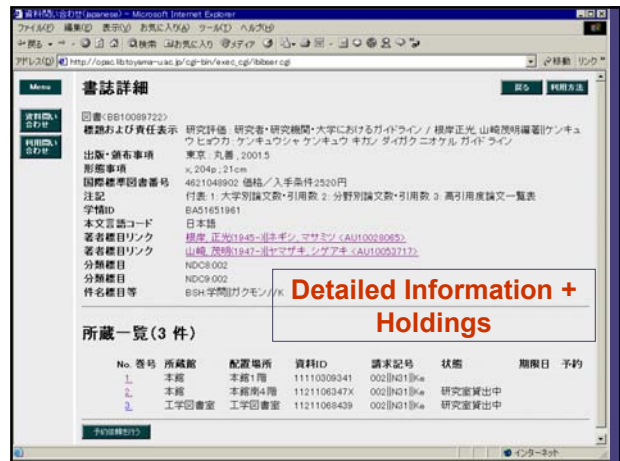 資料問い合わせ(japanese) - Microsoft Internet Explorer
ファイル(F) 編集(E) 表示(V) お気に入り(A) ツール(T) ヘルプ(H)
戻る 検索 お気に入り メディア
アドレス(D) http://opac.lib.toyama-u.ac.jp/cgi-bin/exec_cgi/ibibser.cgi 移動 リンク
Menu 書誌詳細 戻る 利用方法
資料問い合わせ
利用問い合わせ
図書<BB10089722>
標題および責任表示 研究評価 : 研究者・研究機関・大学におけるガイドライン / 根岸正光, 山崎茂明編著||ケンキュウ ヒョウカ : ケンキュウシャ ケンキュウ キカン ダイガク ニ オケル ガイド ライン
出版・頒布事項 東京 : 丸善 , 2001.5
形態事項 x, 204p ; 21cm
国際標準図書番号 4621048902 価格/入手条件:2520円
注記 付表: 1: 大学別論文数・引用数. 2: 分野別論文数・引用数. 3: 高引用度論文一覧表
学情ID BA51651961
本文言語コード 日本語
著者標目リンク 根岸, 正光(1945-)||ネギシ, マサミツ <AU10028065>
著者標目リンク 山崎, 茂明(1947-)||ヤマザキ, シゲアキ <AU10053717>
分類標目 NDC8:002
分類標目 NDC9:002
件名標目等 BSH:学問||ガクモン//K
Detailed Information +
Holdings
所蔵一覧(3 件)
No. 巻号 所蔵館 配置場所 資料ID 請求記号 状態 期限日 予約
1. 本館 本館1階 11110309341 002||N31||Ke
2. 本館 本館南4階 1121106347X 002||N31||Ke 研究室貸出中
3. 工学図書室 工学図書室 11211068439 002||N31||Ke 研究室貸出中
インターネット